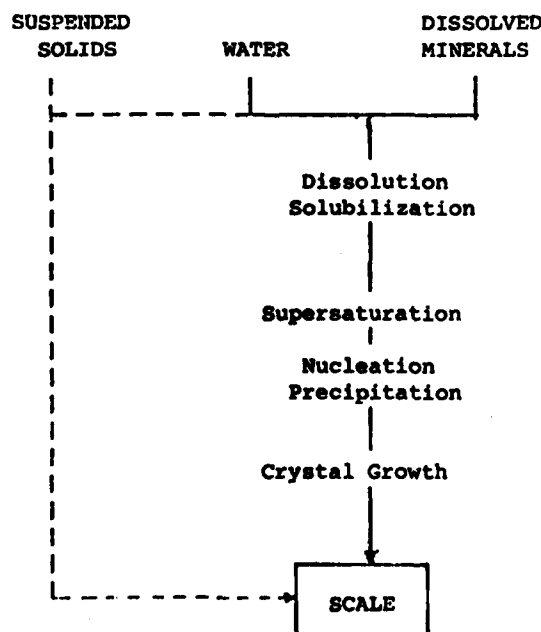 SUSPENDED
SOLIDS
WATER
DISSOLVED
MINERALS
Dissolution
Solubilization
Supersaturation
Nucleation
Precipitation
Crystal Growth
SCALE